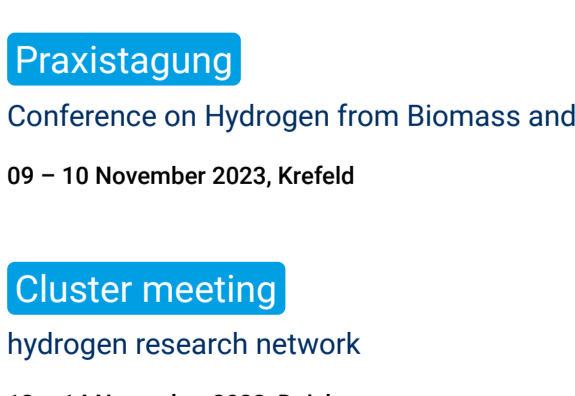 Praxistagung
Conference on Hydrogen from Biomass and
09 – 10 November 2023, Krefeld
Cluster meeting
hydrogen research network